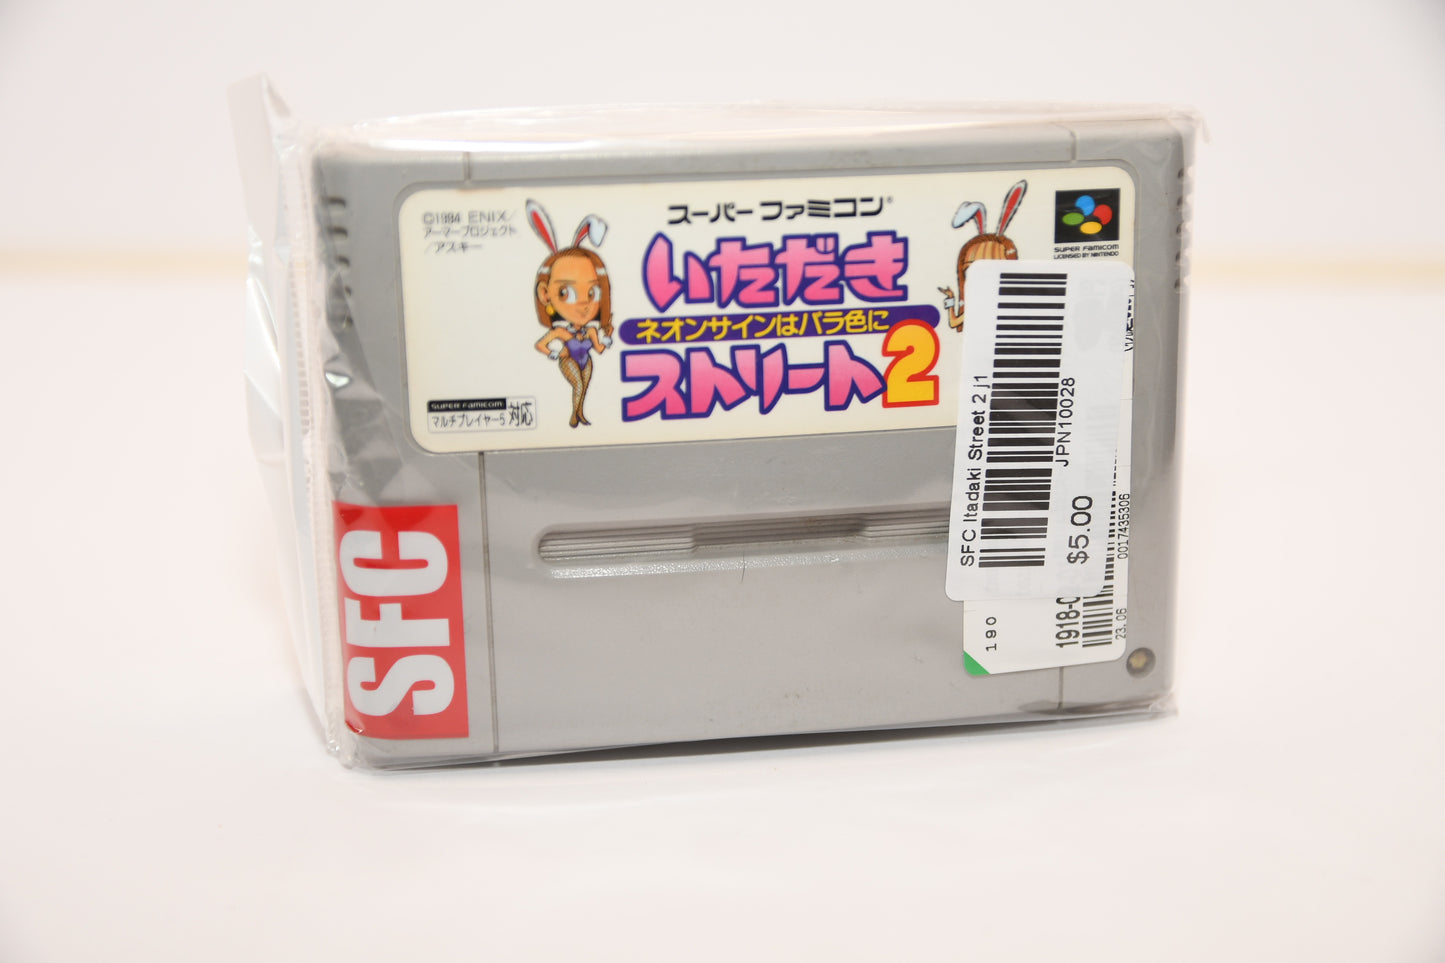 ©1994 ENIX/
アーマープロジェクト
/アスキー
スーパーファミコン®
いただき
ネオンサインはバラ色に
ストリート2
SUPER FAMICOM
LICENSED BY NINTENDO
SUPER FAMICOM
マルチプレイヤー5 対応
SFC
SFC Itadaki Street 2 j1
JPN10028
$5.00
190
1918-0
0017435306
23.06